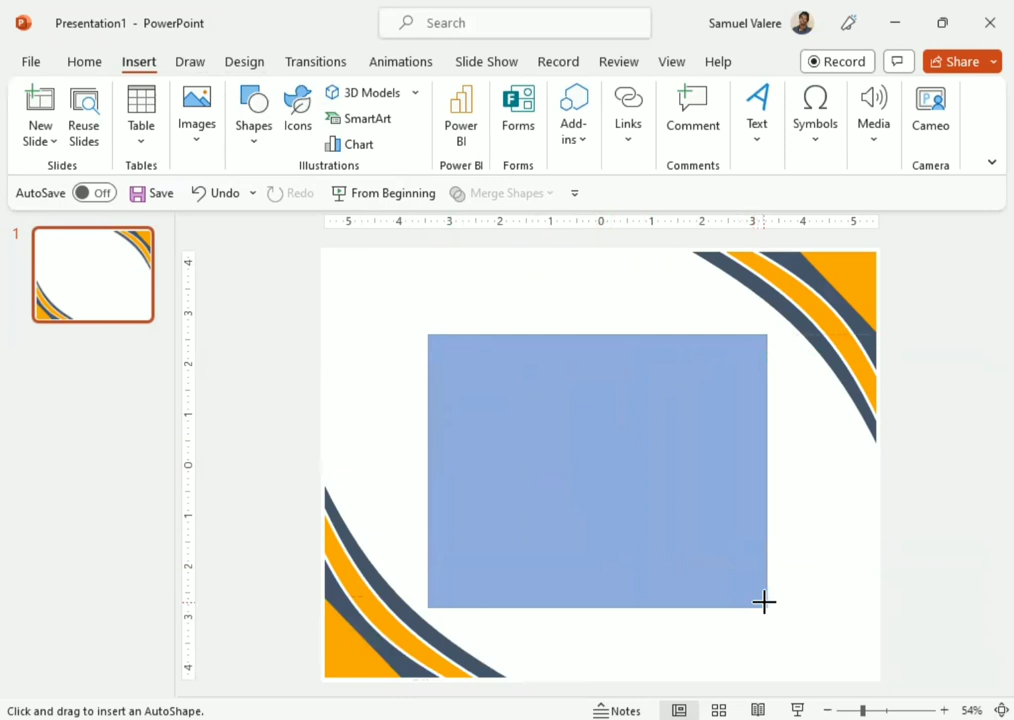 Presentation1 - PowerPoint
Search
Samuel Valere
File Home Insert Draw Design Transitions Animations Slide Show Record Review View Help
Record
Share
New Slide
Reuse Slides
Table
Images
Shapes
Icons
3D Models
SmartArt
Chart
Power BI
Forms
Add-ins
Links
Comment
Text
Symbols
Media
Cameo
Slides Tables Illustrations Power BI Forms Comments Camera
AutoSave Off Save Undo Redo From Beginning Merge Shapes
5 4 3 2 1 0 1 2 3 4 5
1
4
3
2
1
0
1
2
3
4
Click and drag to insert an AutoShape.
Notes
54%